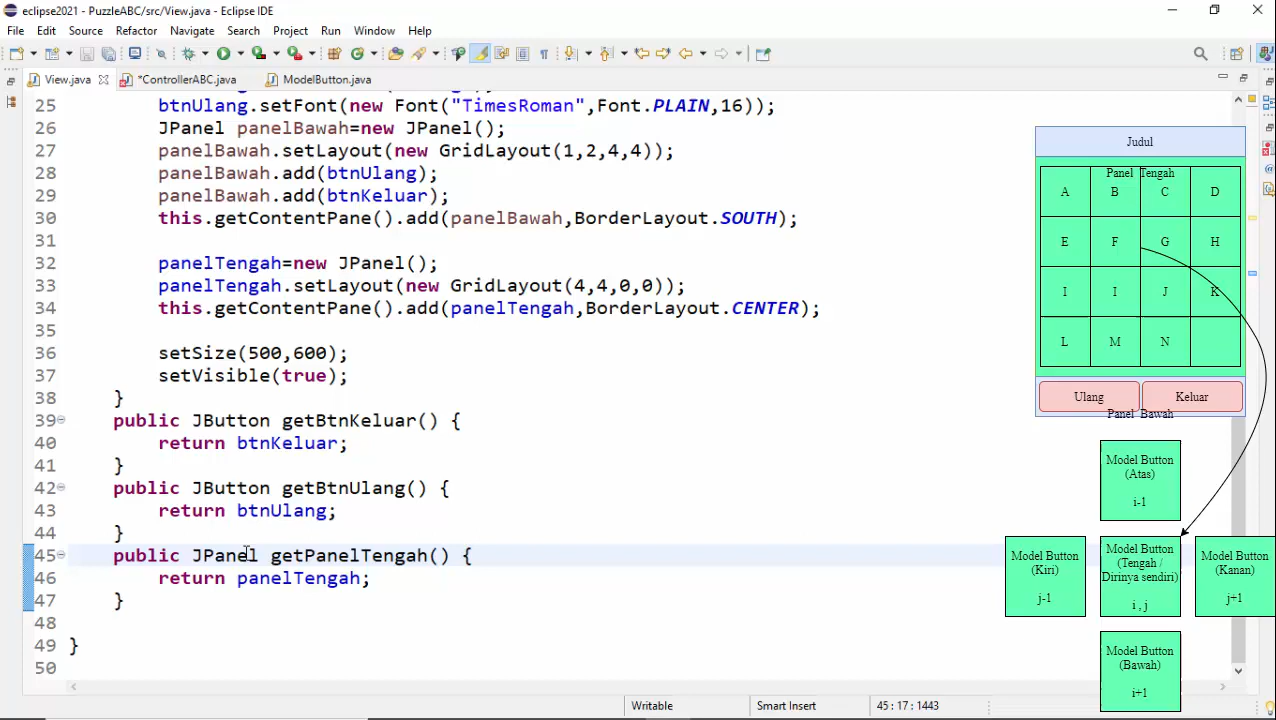 eclipse2021 - PuzzleABC/src/View.java - Eclipse IDE
File Edit Source Refactor Navigate Search Project Run Window Help
View.java *ControllerABC.java ModelButton.java
25 btnUlang.setFont(new Font("TimesRoman",Font.PLAIN,16));
26 JPanel panelBawah=new JPanel();
27 panelBawah.setLayout(new GridLayout(1,2,4,4));
28 panelBawah.add(btnUlang);
29 panelBawah.add(btnKeluar);
30 this.getContentPane().add(panelBawah,BorderLayout.SOUTH);
31
32 panelTengah=new JPanel();
33 panelTengah.setLayout(new GridLayout(4,4,0,0));
34 this.getContentPane().add(panelTengah,BorderLayout.CENTER);
35
36 setSize(500,600);
37 setVisible(true);
38 }
39 public JButton getBtnKeluar() {
40 return btnKeluar;
41 }
42 public JButton getBtnUlang() {
43 return btnUlang;
44 }
45 public JPanel getPanelTengah() {
46 return panelTengah;
47 }
48
49 }
50
Judul
Panel Tengah
A B C D
E F G H
I I J K
L M N
Ulang Keluar
Panel Bawah
Model Button
(Atas)
i-1
Model Button
(Kiri)
j-1
Model Button
(Tengah /
Dirinya sendiri)
i , j
Model Button
(Kanan)
j+1
Model Button
(Bawah)
i+1
Writable Smart Insert 45 : 17 : 1443